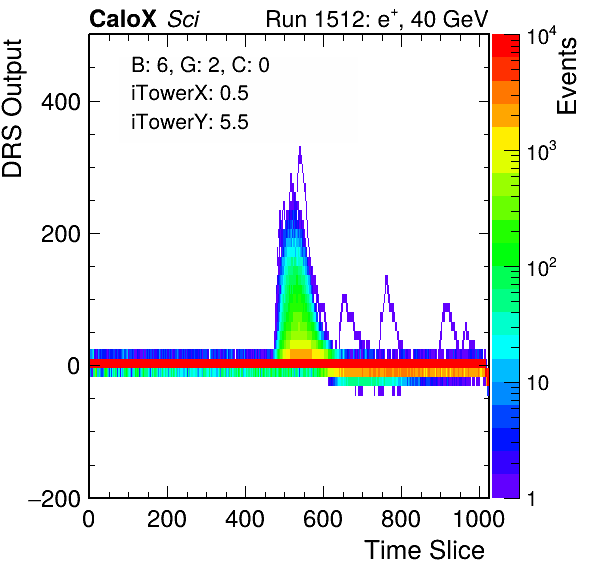 CaloX Sci
Run 1512: e⁺, 40 GeV
B: 6, G: 2, C: 0
iTowerX: 0.5
iTowerY: 5.5
DRS Output
400
200
0
−200
0 200 400 600 800 1000
Time Slice
Events
10⁴
10³
10²
10
1